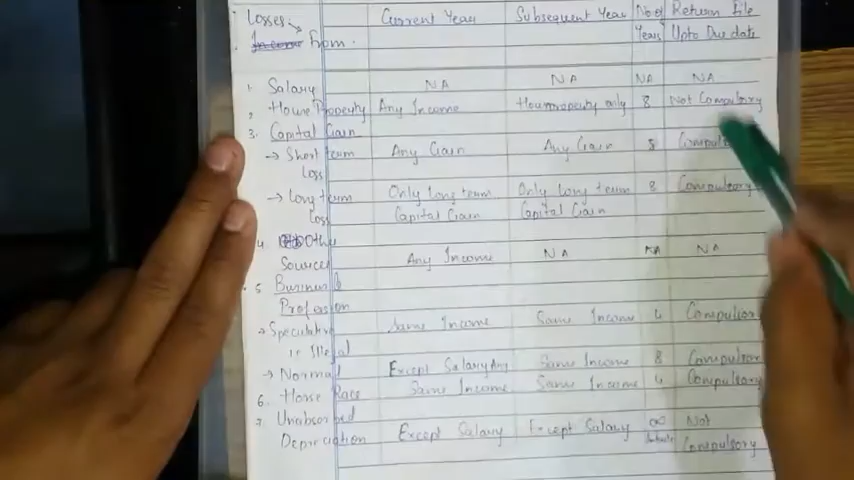 Losses Current Year Subsequent Year No of Return File
From Years Upto Due date
1. Salary NA NA NA NA
2. House Property Any Income House property only 8 Not Compulsory
3. Capital Gain
→ Short term Any Gain Any Gain 8
Loss
→ Long term Only Long term Only Long term 8 Compulsory
Loss Capital Gain Capital Gain
4. Other
Sources Any Income NA NA NA
5. Business &
Profession
→ Speculative Same Income Same Income 4 Compulsory
Illegal
→ Normal Except Salary Any Same Income 8 Compulsory
6. Horse Race Same Income Same Income 4 Compulsory
7. Unabsorbed
Depreciation Except Salary Except Salary ∞ Not
Compulsory